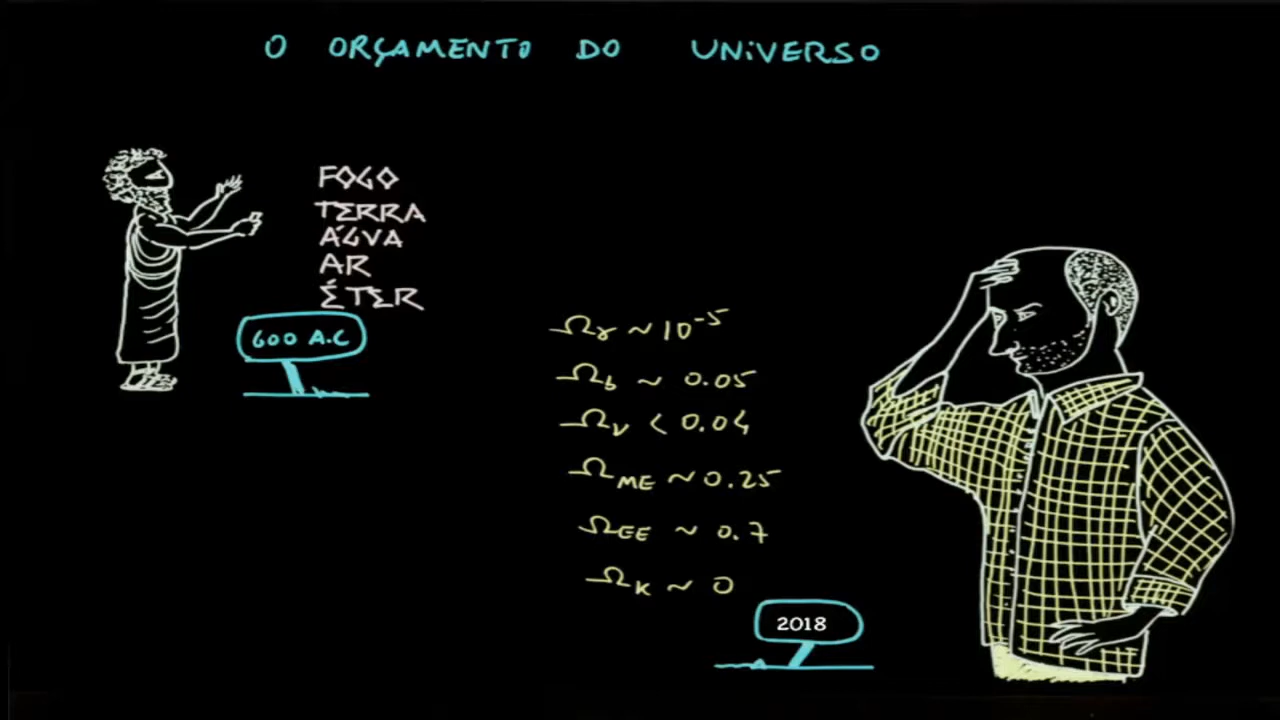 O ORÇAMENTO DO UNIVERSO
FOGO
TERRA
ÁGUA
AR
ÉTER
600 A.C
Ωγ ~ 10⁻⁵
Ωb ~ 0.05
Ων < 0.04
ΩME ~ 0.25
ΩEE ~ 0.7
ΩK ~ 0
2018